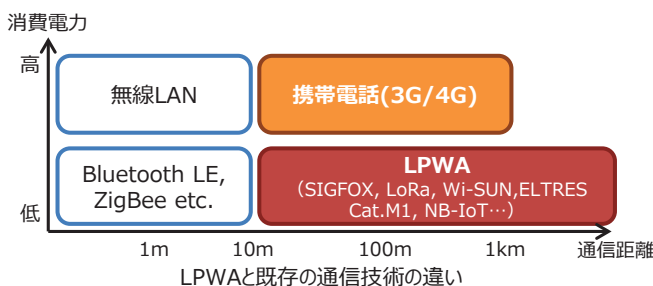 消費電力
高
無線LAN
携帯電話(3G/4G)
Bluetooth LE,
ZigBee etc.
LPWA
（SIGFOX, LoRa, Wi-SUN,ELTRES
Cat.M1, NB-IoT…）
低
1m 10m 100m 1km 通信距離
LPWAと既存の通信技術の違い